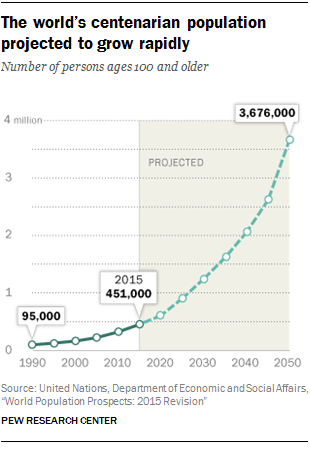 The world's centenarian population
projected to grow rapidly
Number of persons ages 100 and older
4 million
3,676,000
PROJECTED
3
2
2015
451,000
1
95,000
0
1990 2000 2010 2020 2030 2040 2050
Source: United Nations, Department of Economic and Social Affairs,
"World Population Prospects: 2015 Revision"
PEW RESEARCH CENTER